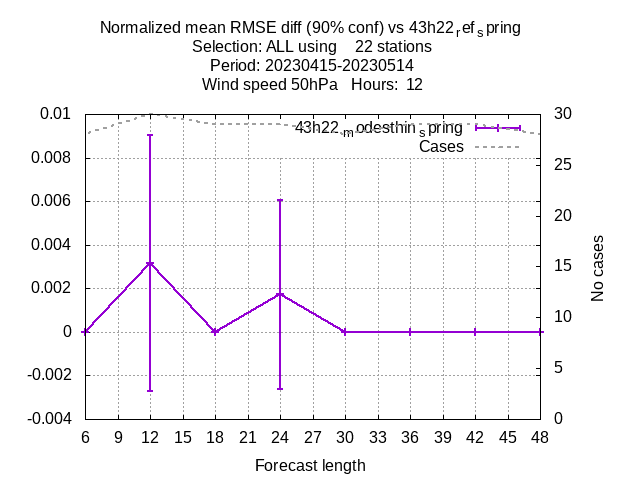 Normalized mean RMSE diff (90% conf) vs 43h22ᵣefₛpring
Selection: ALL using    22 stations
Period: 20230415-20230514
Wind speed 50hPa   Hours:  12
43h22ₘodesthinₛpring
Cases
0.01
0.008
0.006
0.004
0.002
0
-0.002
-0.004
30
25
20
15
10
5
0
No cases
6 9 12 15 18 21 24 27 30 33 36 39 42 45 48
Forecast length